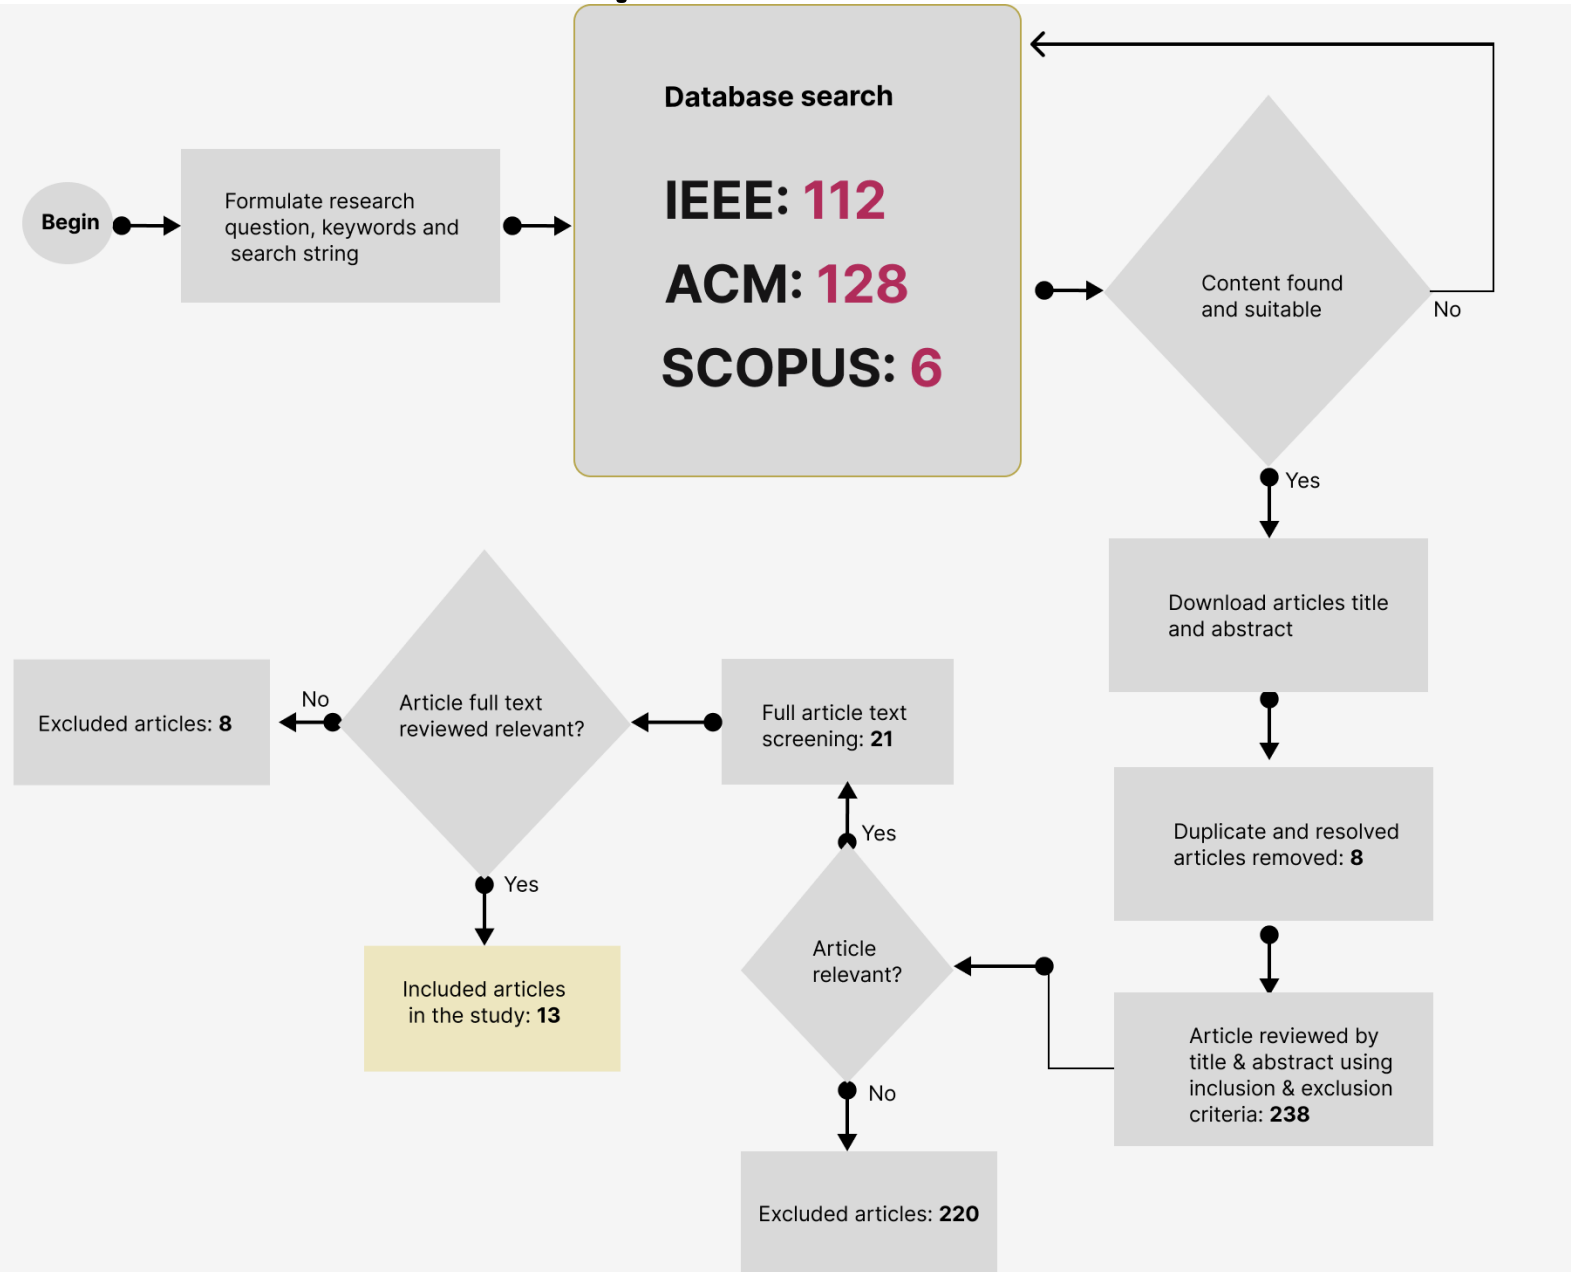 Begin
Formulate research
question, keywords and
search string
Database search
IEEE: 112
ACM: 128
SCOPUS: 6
Content found
and suitable
No
Yes
Download articles title
and abstract
Duplicate and resolved
articles removed: 8
Article reviewed by
title & abstract using
inclusion & exclusion
criteria: 238
Article
relevant?
No
Excluded articles: 220
Yes
Full article text
screening: 21
Article full text
reviewed relevant?
No
Excluded articles: 8
Yes
Included articles
in the study: 13